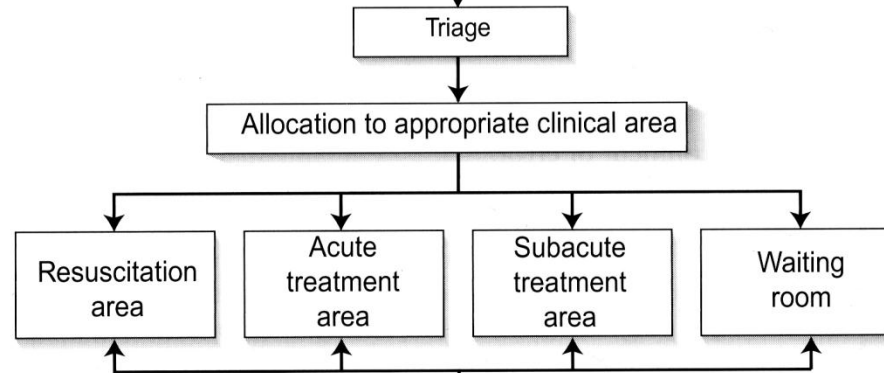 Triage
Allocation to appropriate clinical area
Resuscitation
area
Acute
treatment
area
Subacute
treatment
area
Waiting
room